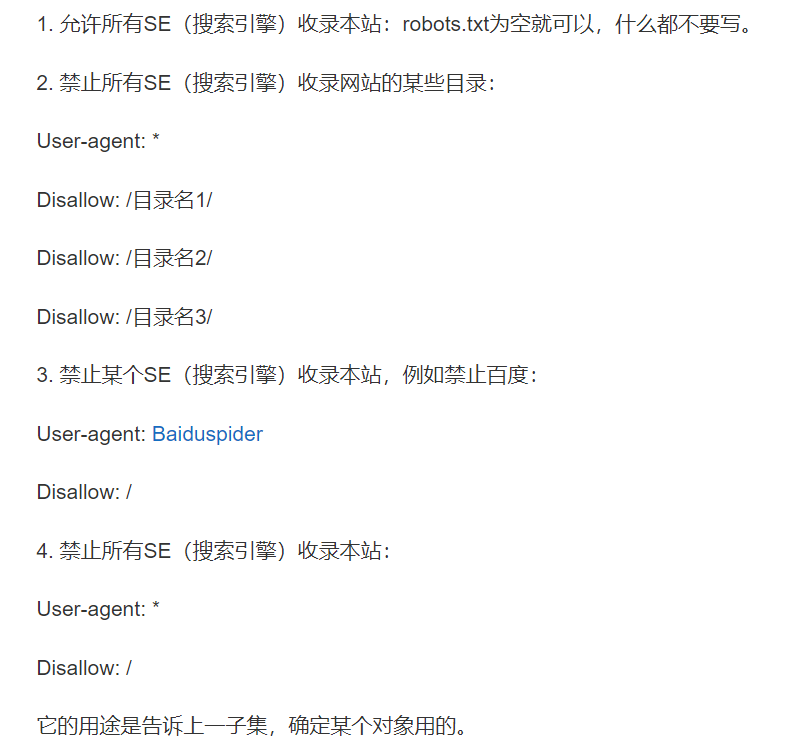 1. 允许所有SE（搜索引擎）收录本站：robots.txt为空就可以，什么都不要写。
2. 禁止所有SE（搜索引擎）收录网站的某些目录：
User-agent: *
Disallow: /目录名1/
Disallow: /目录名2/
Disallow: /目录名3/
3. 禁止某个SE（搜索引擎）收录本站，例如禁止百度：
User-agent: Baiduspider
Disallow: /
4. 禁止所有SE（搜索引擎）收录本站：
User-agent: *
Disallow: /
它的用途是告诉上一子集，确定某个对象用的。